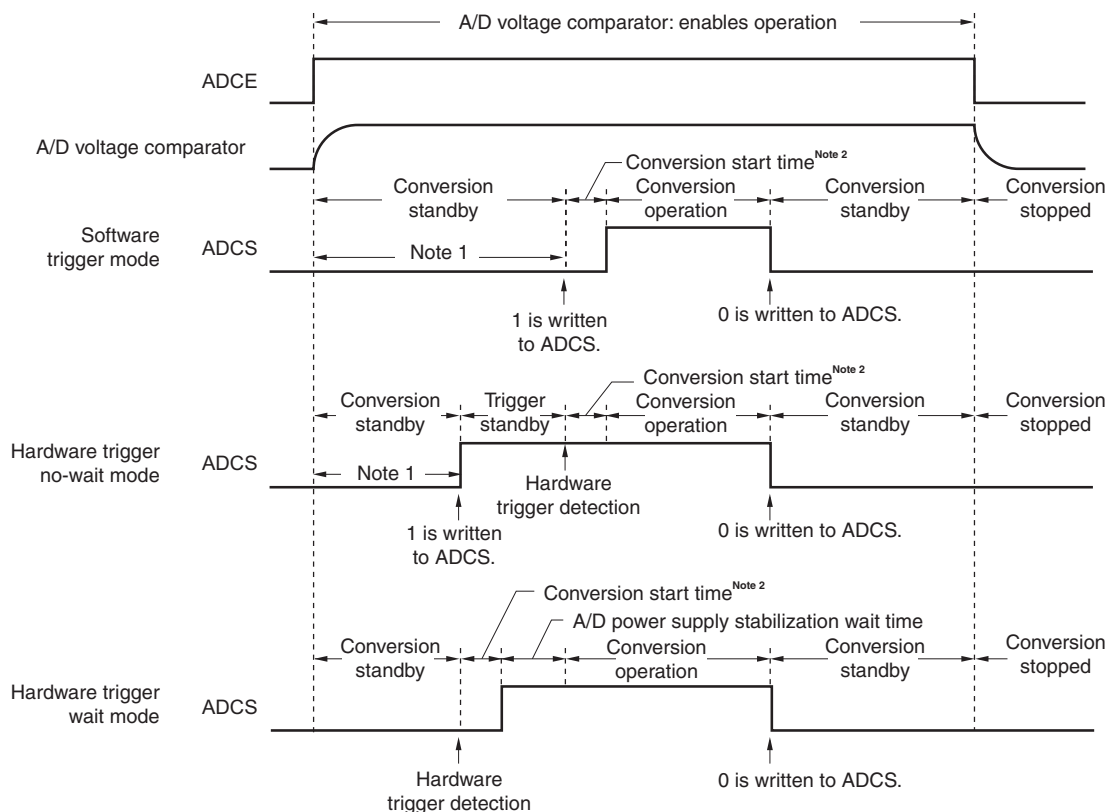 A/D voltage comparator: enables operation
ADCE
A/D voltage comparator
Conversion start time Note 2
Conversion
standby
Conversion
operation
Conversion
standby
Conversion
stopped
Software
trigger mode
ADCS
Note 1
1 is written
to ADCS.
0 is written to ADCS.
Conversion start time Note 2
Conversion
standby
Trigger
standby
Conversion
operation
Conversion
standby
Conversion
stopped
Hardware trigger
no-wait mode
ADCS
Note 1
Hardware
trigger detection
1 is written
to ADCS.
0 is written to ADCS.
Conversion start time Note 2
A/D power supply stabilization wait time
Conversion
standby
Conversion
operation
Conversion
standby
Conversion
stopped
Hardware trigger
wait mode
ADCS
Hardware
trigger detection
0 is written to ADCS.